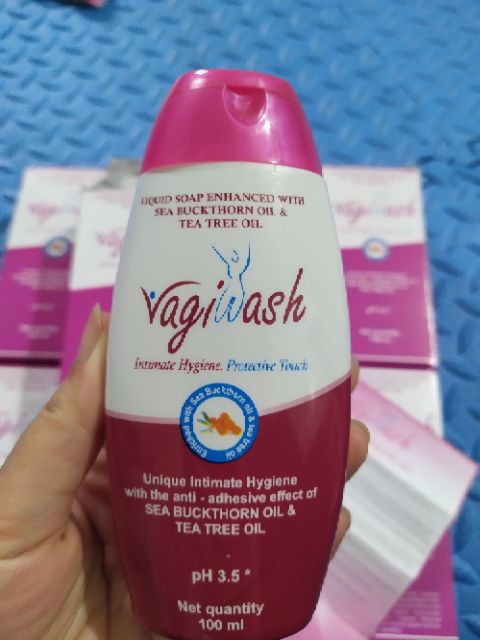 LIQUID SOAP ENHANCED WITH
SEA BUCKTHORN OIL &
TEA TREE OIL
VagiWash
Intimate Hygiene. Protective Touch
Enriched with Sea Buckthorn oil & tea tree oil
Unique Intimate Hygiene
with the anti - adhesive effect of
SEA BUCKTHORN OIL &
TEA TREE OIL
pH 3.5 *
Net quantity
100 ml
VagiWash